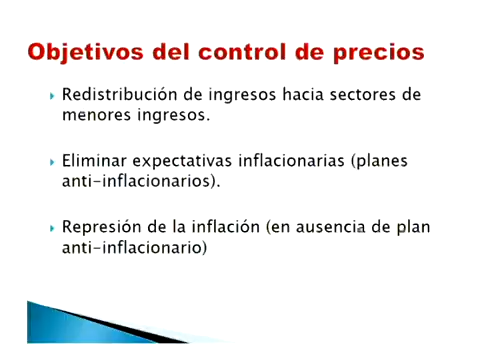 Objetivos del control de precios
Redistribución de ingresos hacia sectores de
menores ingresos.
Eliminar expectativas inflacionarias (planes
anti-inflacionarios).
Represión de la inflación (en ausencia de plan
anti-inflacionario)